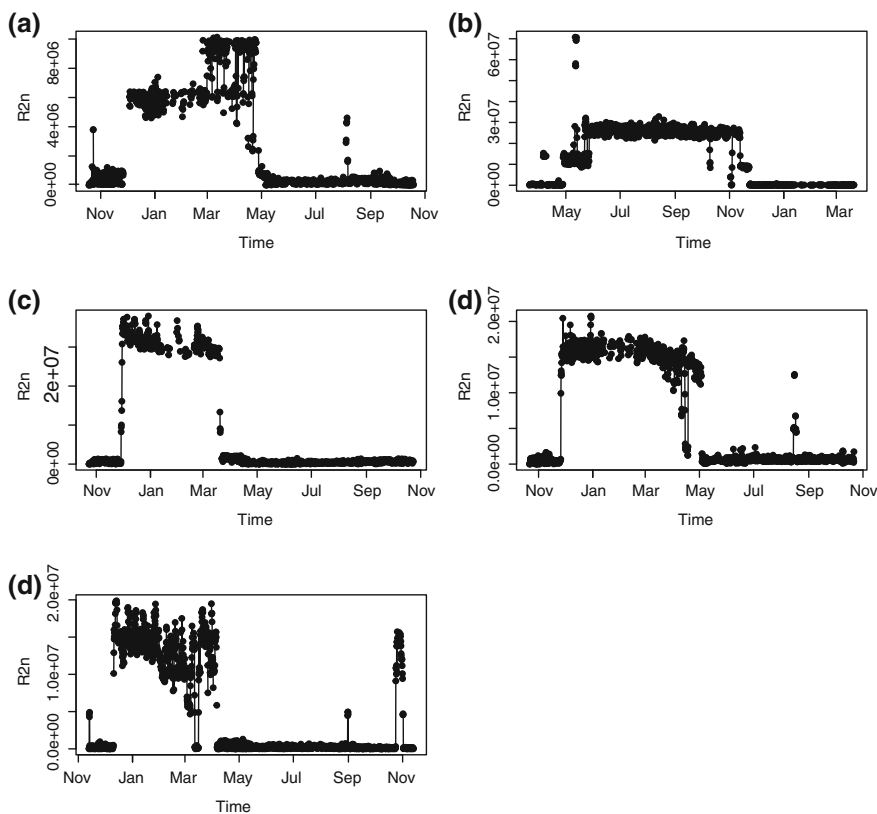 (a)
R2n
0e+00 4e+06 8e+06
Nov Jan Mar May Jul Sep Nov
Time
(b)
R2n
0e+00 3e+07 6e+07
May Jul Sep Nov Jan Mar
Time
(c)
R2n
0e+00 2e+07
Nov Jan Mar May Jul Sep Nov
Time
(d)
R2n
0.0e+00 1.0e+07 2.0e+07
Nov Jan Mar May Jul Sep Nov
Time
(d)
R2n
0.0e+00 1.0e+07 2.0e+07
Nov Jan Mar May Jul Sep Nov
Time